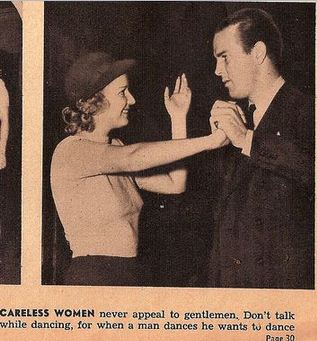 CARELESS WOMEN never appeal to gentlemen. Don't talk
while dancing, for when a man dances he wants to dance
Page 30